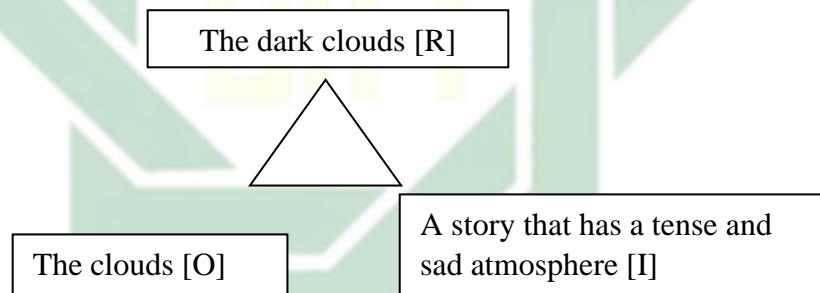 The dark clouds [R]
The clouds [O]
A story that has a tense and
sad atmosphere [I]